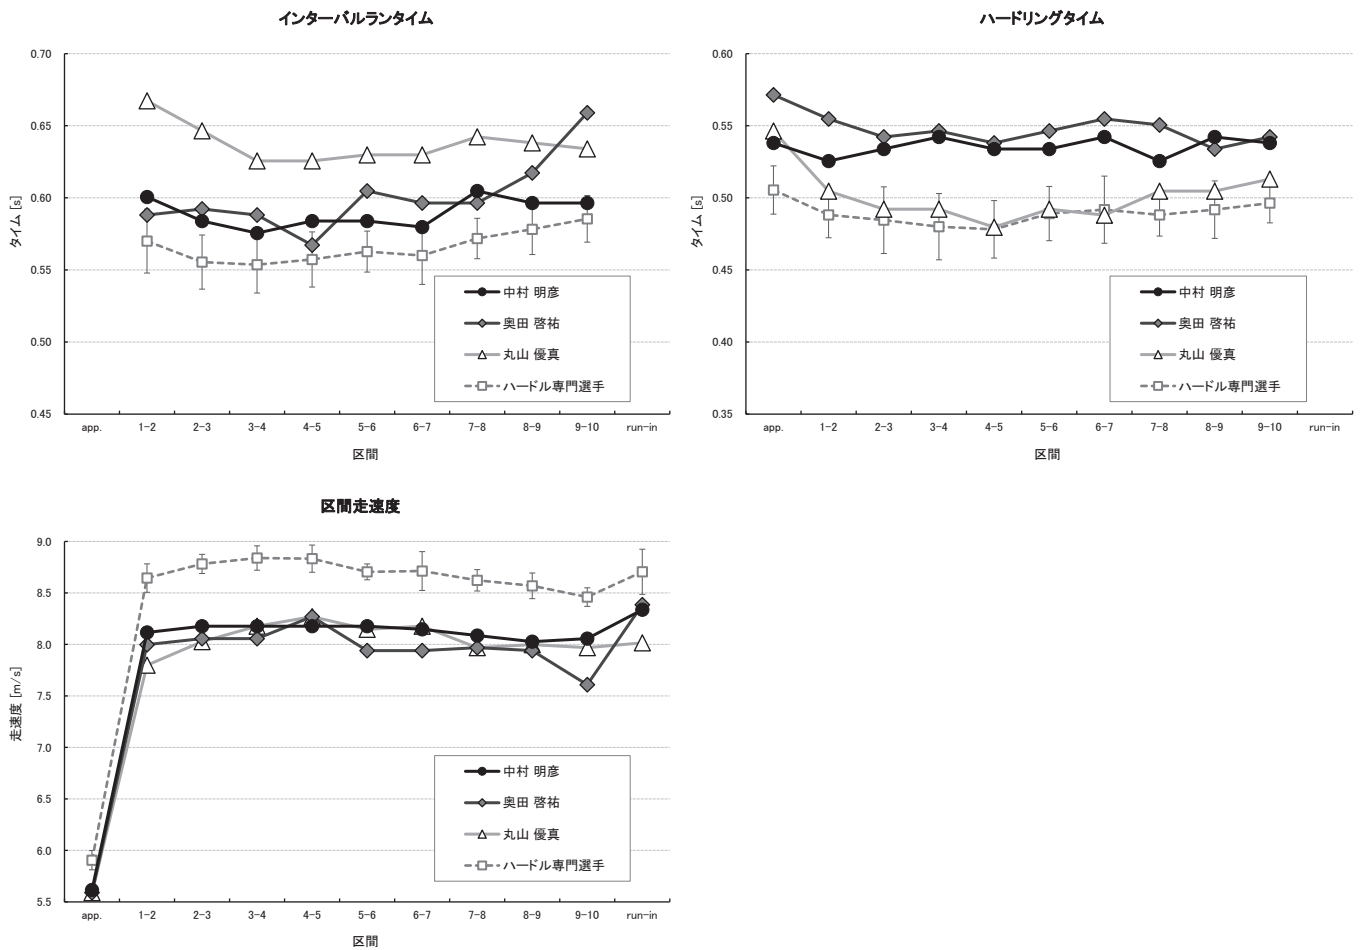 インターバルランタイム
0.70
0.65
0.60
0.55
0.50
0.45
タイム [s]
app. 1-2 2-3 3-4 4-5 5-6 6-7 7-8 8-9 9-10 run-in
区間
中村 明彦
奥田 啓祐
丸山 優真
ハードル専門選手
ハードリングタイム
0.60
0.55
0.50
0.45
0.40
0.35
タイム [s]
app. 1-2 2-3 3-4 4-5 5-6 6-7 7-8 8-9 9-10 run-in
区間
中村 明彦
奥田 啓祐
丸山 優真
ハードル専門選手
区間走速度
9.0
8.5
8.0
7.5
7.0
6.5
6.0
5.5
走速度 [m/s]
app. 1-2 2-3 3-4 4-5 5-6 6-7 7-8 8-9 9-10 run-in
区間
中村 明彦
奥田 啓祐
丸山 優真
ハードル専門選手